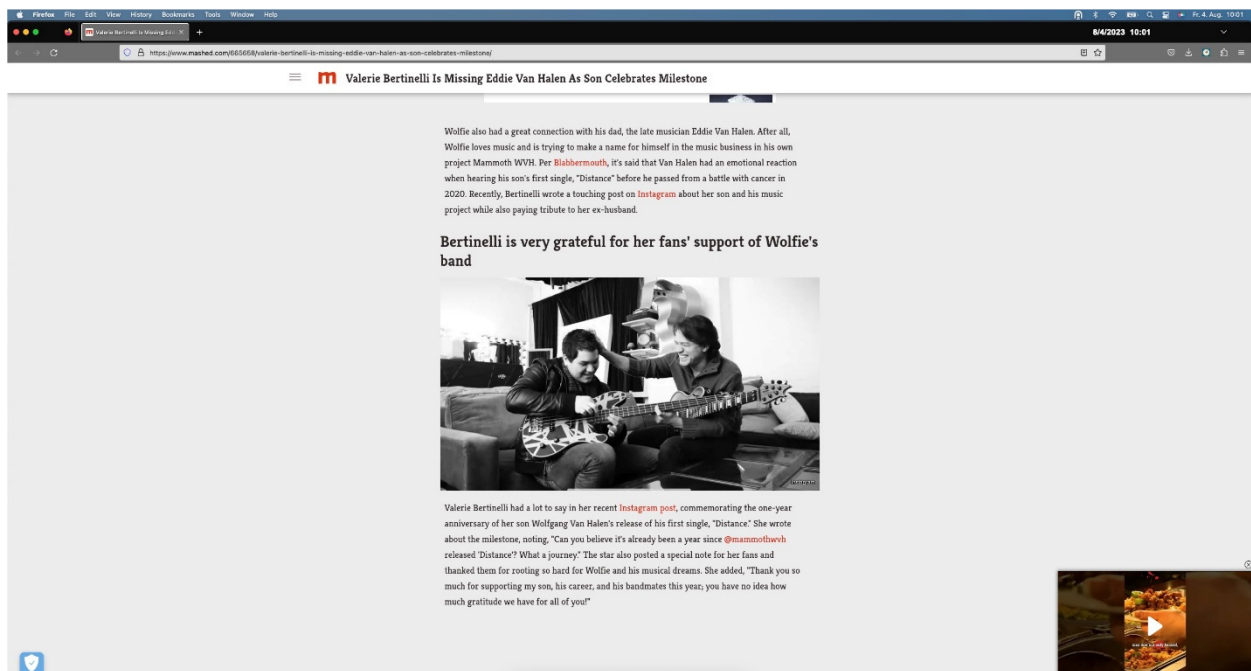 Firefox File Edit View History Bookmarks Tools Window Help
Fr. 4. Aug. 10:01
Valerie Bertinelli Is Missing Edd
8/4/2023 10:01
https://www.mashed.com/665668/valerie-bertinelli-is-missing-eddie-van-halen-as-son-celebrates-milestone/
m Valerie Bertinelli Is Missing Eddie Van Halen As Son Celebrates Milestone
Wolfie also had a great connection with his dad, the late musician Eddie Van Halen. After all,
Wolfie loves music and is trying to make a name for himself in the music business in his own
project Mammoth WVH. Per Blabbermouth, it's said that Van Halen had an emotional reaction
when hearing his son's first single, "Distance" before he passed from a battle with cancer in
2020. Recently, Bertinelli wrote a touching post on Instagram about her son and his music
project while also paying tribute to her ex-husband.
Bertinelli is very grateful for her fans' support of Wolfie's
band
Valerie Bertinelli had a lot to say in her recent Instagram post, commemorating the one-year
anniversary of her son Wolfgang Van Halen's release of his first single, "Distance." She wrote
about the milestone, noting, "Can you believe it's already been a year since @mammothwvh
released 'Distance'? What a journey." The star also posted a special note for her fans and
thanked them for rooting so hard for Wolfie and his musical dreams. She added, "Thank you so
much for supporting my son, his career, and his bandmates this year; you have no idea how
much gratitude we have for all of you!"